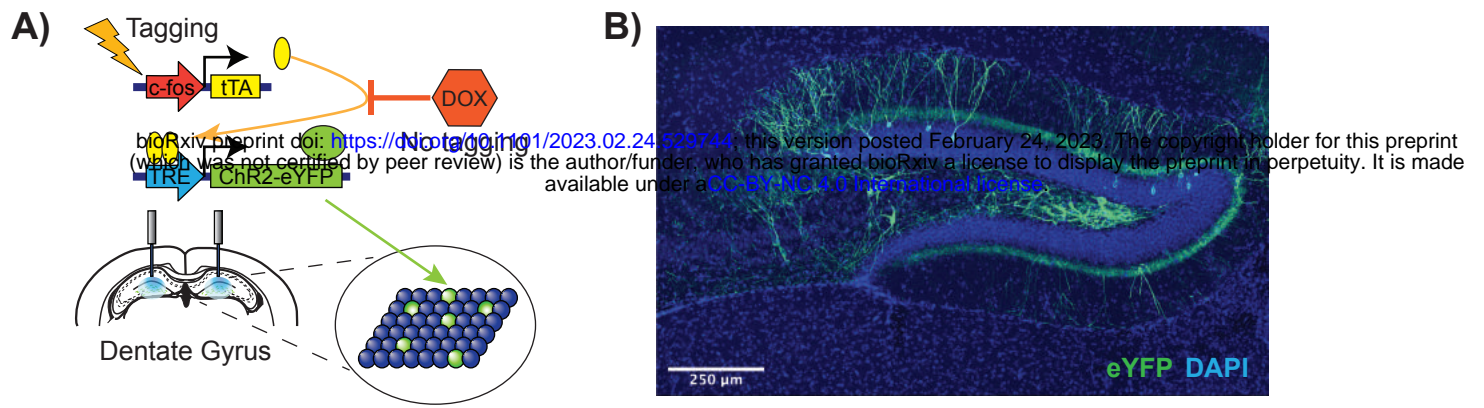 A)
Tagging
c-fos
tTA
DOX
No tagging
bioRxiv preprint doi: https://doi.org/10.1101/2023.02.24.529744; this version posted February 24, 2023. The copyright holder for this preprint
(which was not certified by peer review) is the author/funder, who has granted bioRxiv a license to display the preprint in perpetuity. It is made
available under aCC-BY-NC 4.0 International license.
TRE
ChR2-eYFP
Dentate Gyrus
B)
250 μm
eYFP DAPI